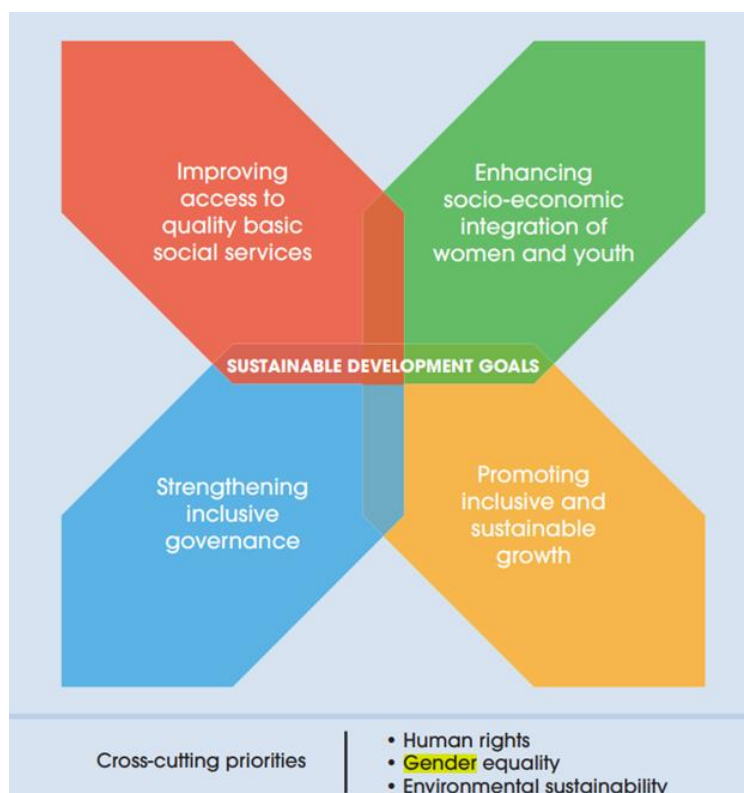 Improving
access to
quality basic
social services
Enhancing
socio-economic
integration of
women and youth
SUSTAINABLE DEVELOPMENT GOALS
Strengthening
inclusive
governance
Promoting
inclusive and
sustainable
growth
Cross-cutting priorities
• Human rights
• Gender equality
• Environmental sustainability